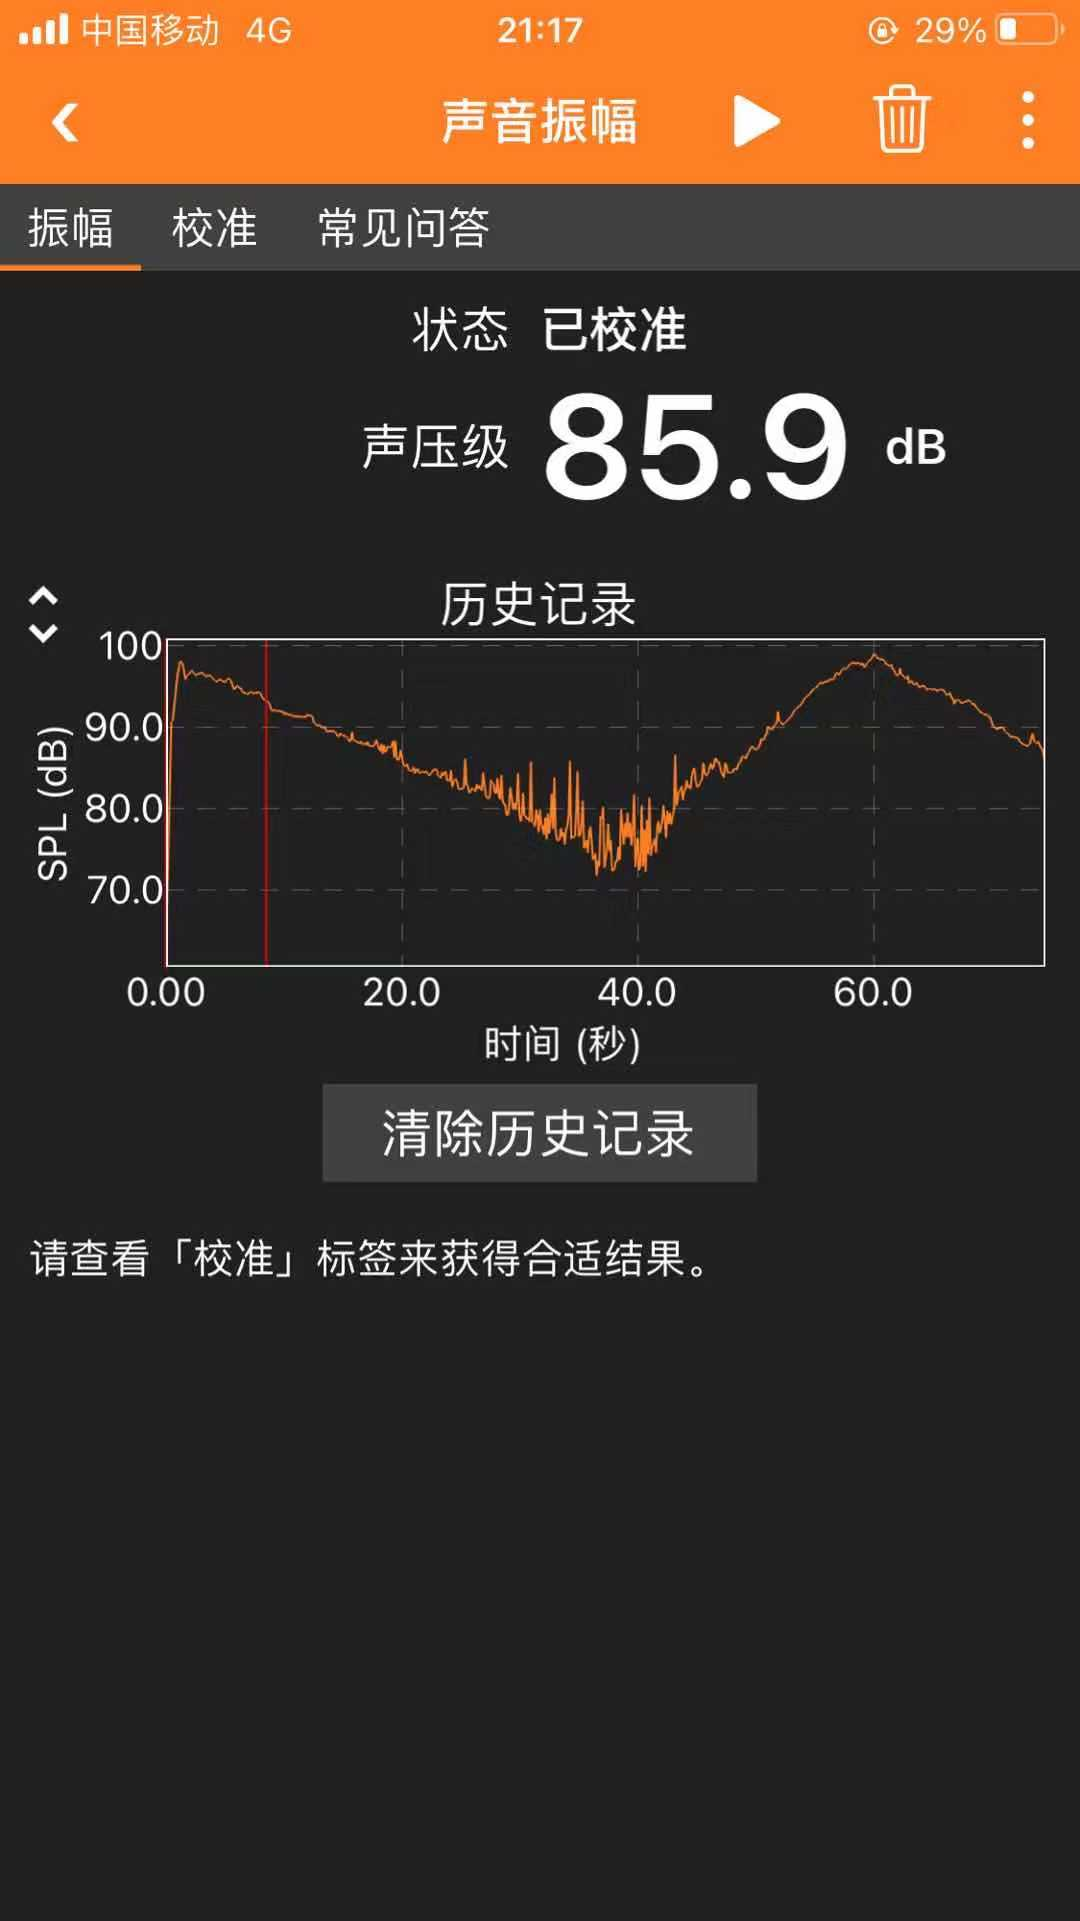 中国移动 4G 21:17 29%
声音振幅
振幅 校准 常见问答
状态 已校准
声压级 85.9 dB
历史记录
100
90.0
80.0
70.0
SPL (dB)
0.00 20.0 40.0 60.0
时间 (秒)
清除历史记录
请查看「校准」标签来获得合适结果。